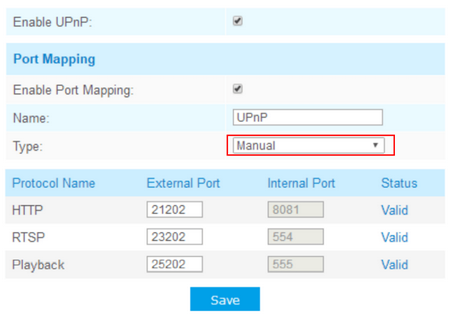 Enable UPnP:
Port Mapping
Enable Port Mapping:
Name: UPnP
Type: Manual
Protocol Name External Port Internal Port Status
HTTP 21202 8081 Valid
RTSP 23202 554 Valid
Playback 25202 555 Valid
Save